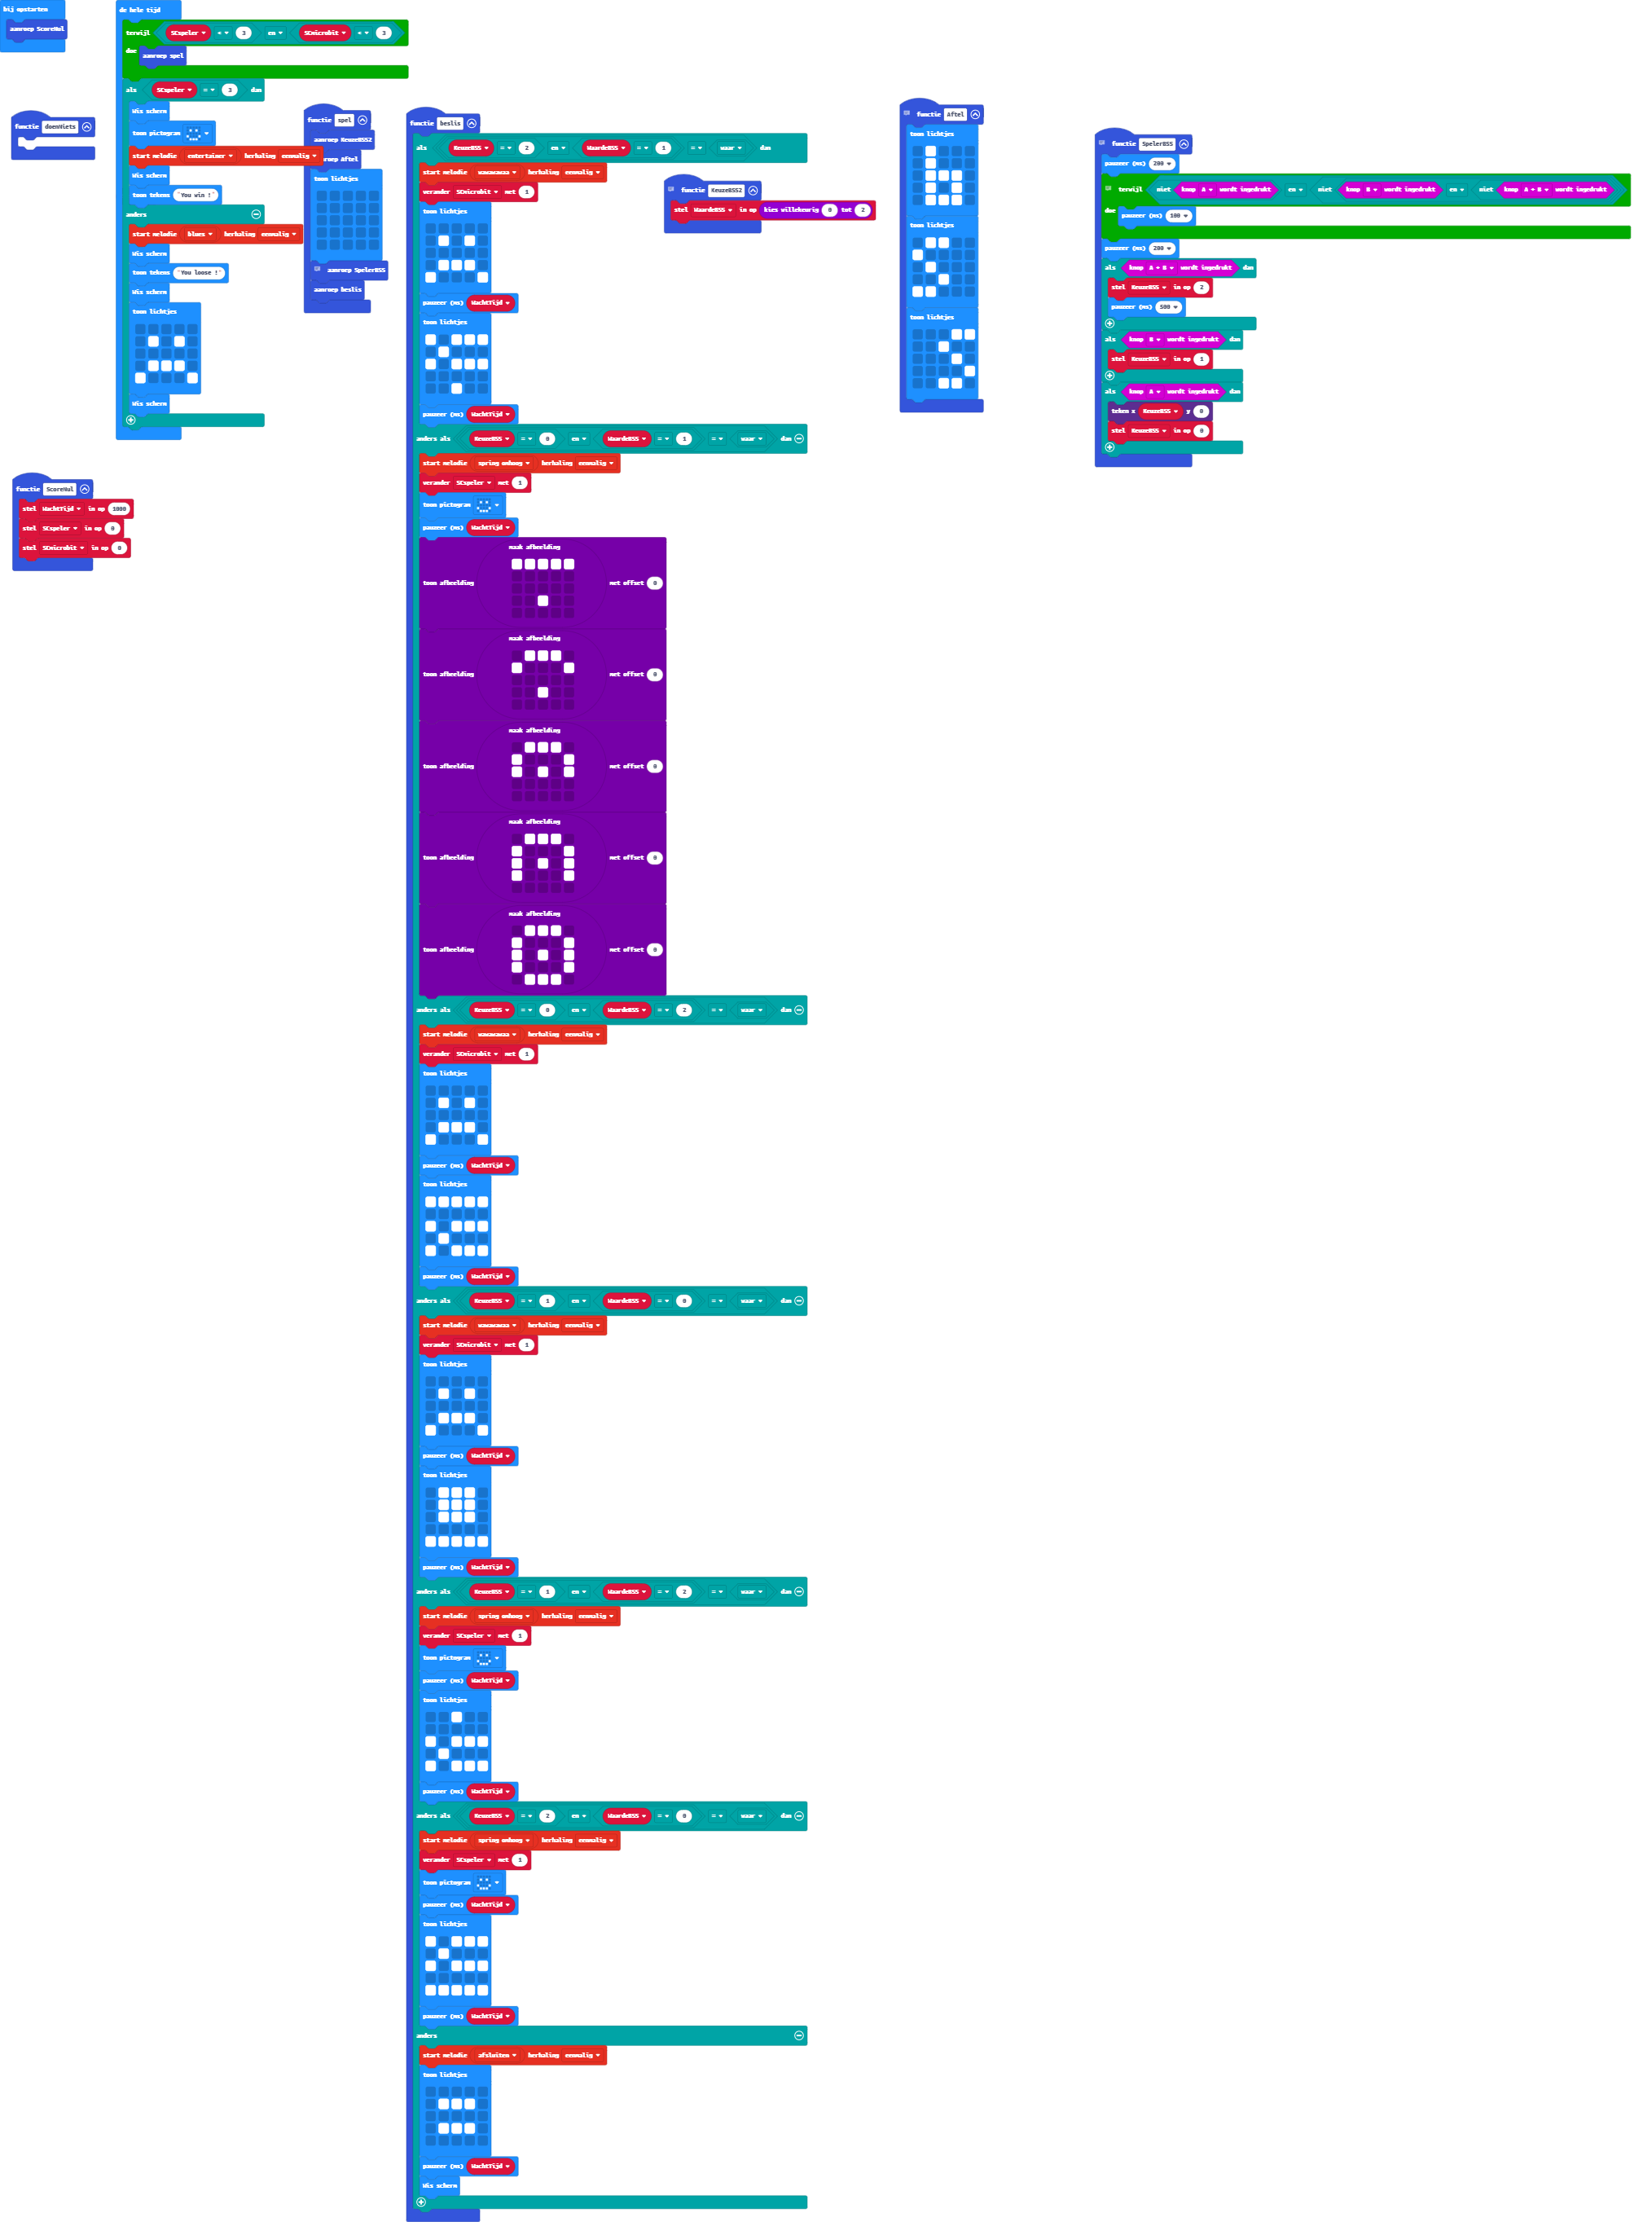 bij opstarten
aanroep ScoreNul
de hele tijd
terwijl SCspeler < 3 en SCmicrobit < 3
doe
aanroep spel
als SCspeler = 3 dan
Wis scherm
toon pictogram
start melodie entertainer herhaling eenmalig
Wis scherm
toon tekens "You win !"
anders
start melodie blues herhaling eenmalig
Wis scherm
toon tekens "You loose !"
Wis scherm
toon lichtjes
Wis scherm
functie doenNiets
functie ScoreNul
stel WachtTijd in op 1000
stel SCspeler in op 0
stel SCmicrobit in op 0
functie spel
aanroep KeuzeBSS2
aanroep Aftel
toon lichtjes
aanroep SpelerBSS
aanroep beslis
functie beslis
als KeuzeBSS = 2 en WaardeBSS = 1 = waar dan
start melodie wawawawaa herhaling eenmalig
verander SCmicrobit met 1
toon lichtjes
pauzeer (ms) WachtTijd
toon lichtjes
pauzeer (ms) WachtTijd
anders als KeuzeBSS = 0 en WaardeBSS = 1 = waar dan
start melodie spring omhoog herhaling eenmalig
verander SCspeler met 1
toon pictogram
pauzeer (ms) WachtTijd
maak afbeelding
toon afbeelding met offset 0
maak afbeelding
toon afbeelding met offset 0
maak afbeelding
toon afbeelding met offset 0
maak afbeelding
toon afbeelding met offset 0
maak afbeelding
toon afbeelding met offset 0
anders als KeuzeBSS = 0 en WaardeBSS = 2 = waar dan
start melodie wawawawaa herhaling eenmalig
verander SCmicrobit met 1
toon lichtjes
pauzeer (ms) WachtTijd
toon lichtjes
pauzeer (ms) WachtTijd
anders als KeuzeBSS = 1 en WaardeBSS = 0 = waar dan
start melodie wawawawaa herhaling eenmalig
verander SCmicrobit met 1
toon lichtjes
pauzeer (ms) WachtTijd
toon lichtjes
pauzeer (ms) WachtTijd
anders als KeuzeBSS = 1 en WaardeBSS = 2 = waar dan
start melodie spring omhoog herhaling eenmalig
verander SCspeler met 1
toon pictogram
pauzeer (ms) WachtTijd
toon lichtjes
pauzeer (ms) WachtTijd
anders als KeuzeBSS = 2 en WaardeBSS = 0 = waar dan
start melodie spring omhoog herhaling eenmalig
verander SCspeler met 1
toon pictogram
pauzeer (ms) WachtTijd
toon lichtjes
pauzeer (ms) WachtTijd
anders
start melodie afsluiten herhaling eenmalig
toon lichtjes
pauzeer (ms) WachtTijd
Wis scherm
functie KeuzeBSS2
stel WaardeBSS in op kies willekeurig 0 tot 2
functie Aftel
toon lichtjes
toon lichtjes
toon lichtjes
functie SpelerBSS
pauzeer (ms) 200
terwijl niet knop A wordt ingedrukt en niet knop B wordt ingedrukt en niet knop A + B wordt ingedrukt
doe
pauzeer (ms) 100
pauzeer (ms) 200
als knop A + B wordt ingedrukt dan
stel KeuzeBSS in op 2
pauzeer (ms) 500
als knop B wordt ingedrukt dan
stel KeuzeBSS in op 1
als knop A wordt ingedrukt dan
teken x KeuzeBSS y 0
stel KeuzeBSS in op 0